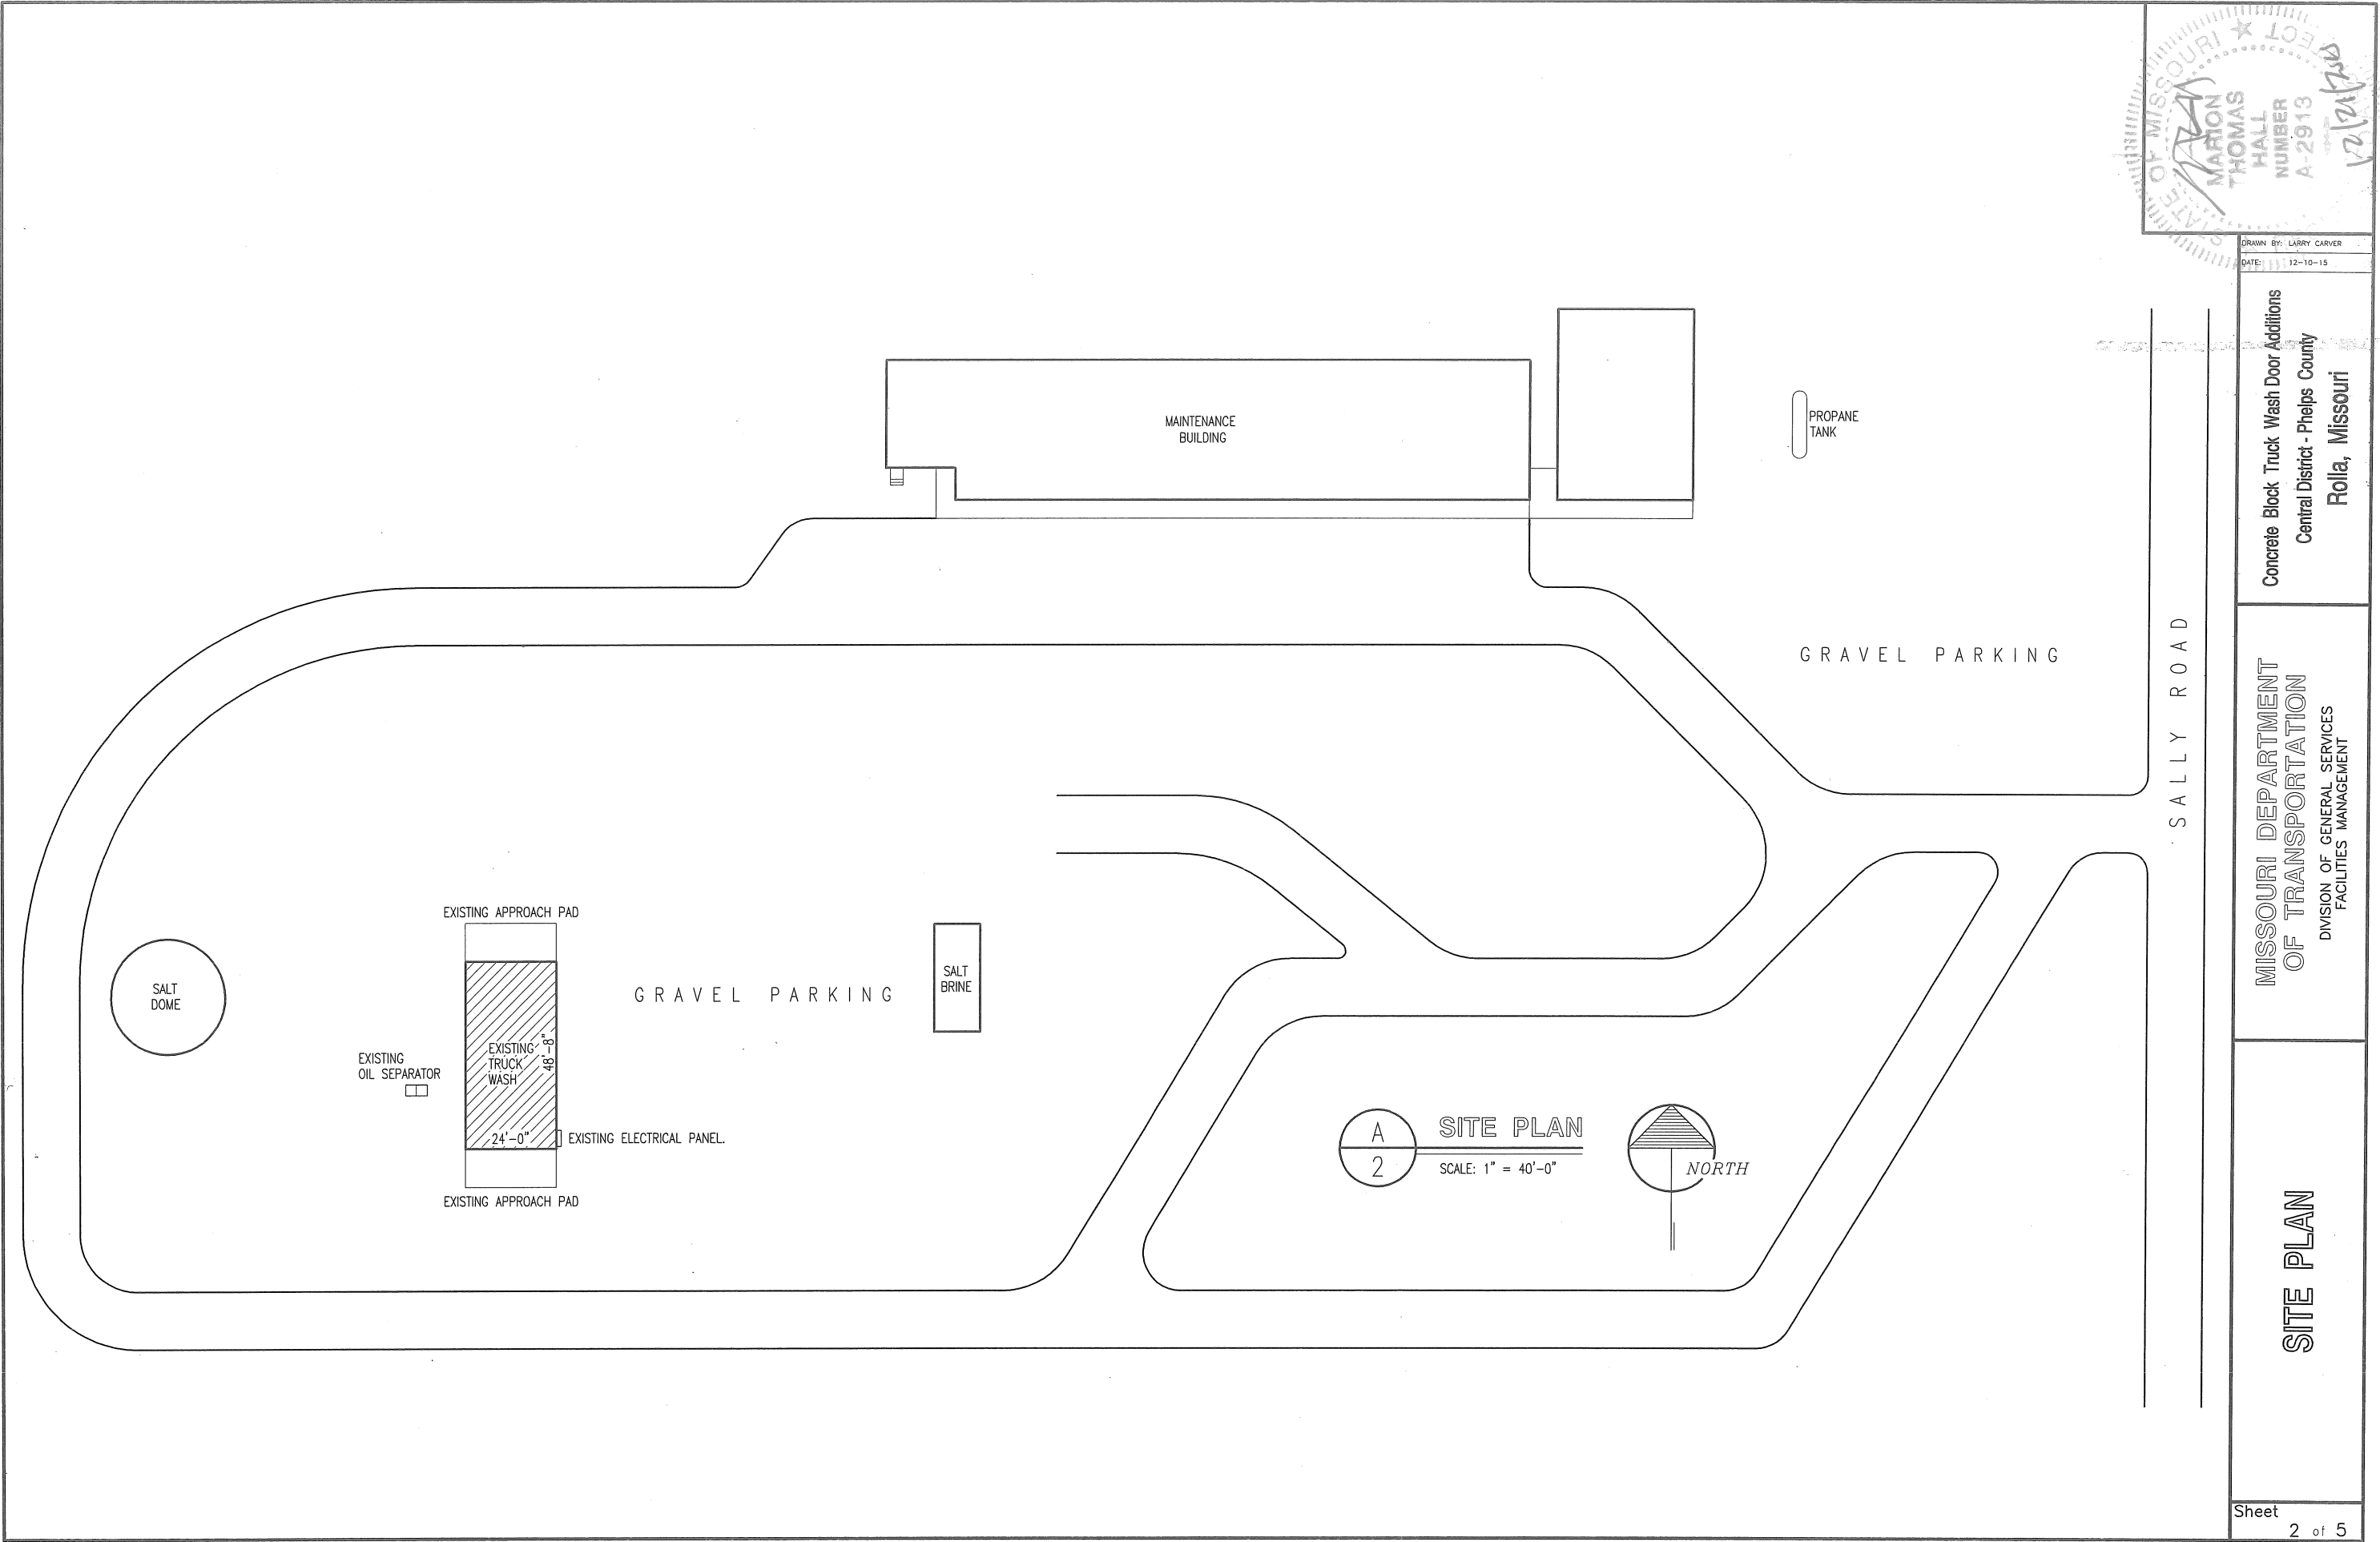 MAINTENANCE
BUILDING
PROPANE
TANK
GRAVEL PARKING
SALLY ROAD
EXISTING APPROACH PAD
SALT
DOME
GRAVEL PARKING
SALT
BRINE
EXISTING
OIL SEPARATOR
EXISTING
TRUCK
WASH
48'-8"
24'-0"
EXISTING ELECTRICAL PANEL.
EXISTING APPROACH PAD
A
2
SITE PLAN
SCALE: 1" = 40'-0"
NORTH
STATE OF MISSOURI
MARION
THOMAS
HALL
NUMBER
A-2913
DRAWN BY: LARRY CARVER
DATE: 12-10-15
Concrete Block Truck Wash Door Additions
Central District - Phelps County
Rolla, Missouri
MISSOURI DEPARTMENT
OF TRANSPORTATION
DIVISION OF GENERAL SERVICES
FACILITIES MANAGEMENT
SITE PLAN
Sheet
2 of 5